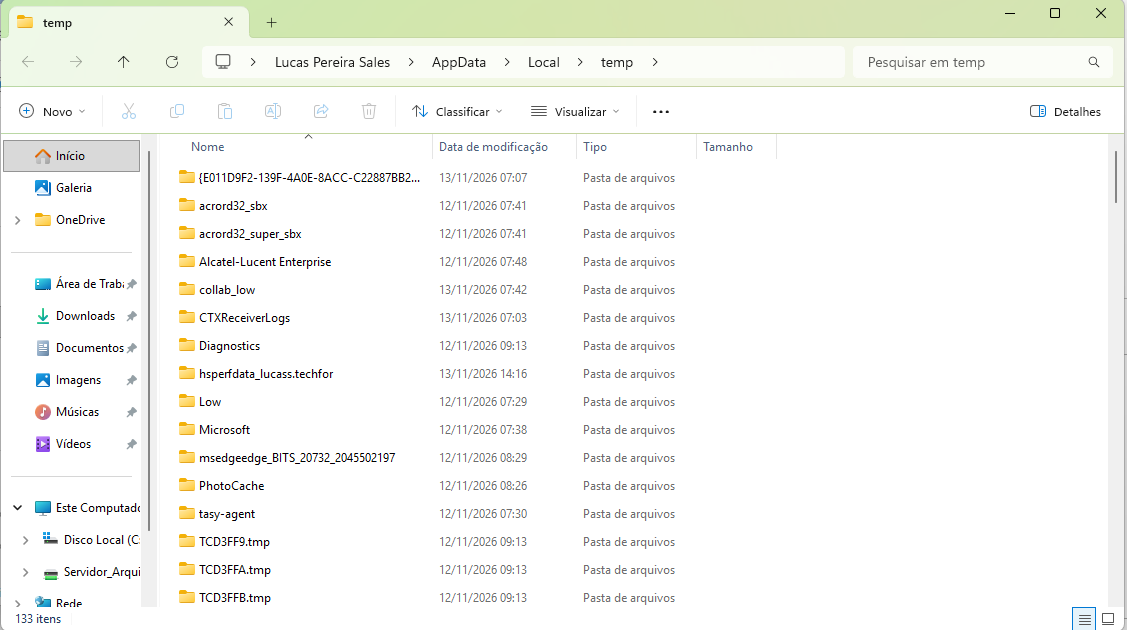 temp
Lucas Pereira Sales > AppData > Local > temp >
Pesquisar em temp
Novo
Classificar
Visualizar
Detalhes
Início
Galeria
OneDrive
Área de Traba
Downloads
Documentos
Imagens
Músicas
Vídeos
Este Computado
Disco Local (C
Servidor_Arqui
Rede
Nome Data de modificação Tipo Tamanho
{E011D9F2-139F-4A0E-8ACC-C22887BB2... 13/11/2026 07:07 Pasta de arquivos
acrord32_sbx 12/11/2026 07:41 Pasta de arquivos
acrord32_super_sbx 12/11/2026 07:41 Pasta de arquivos
Alcatel-Lucent Enterprise 12/11/2026 07:48 Pasta de arquivos
collab_low 13/11/2026 07:42 Pasta de arquivos
CTXReceiverLogs 13/11/2026 07:03 Pasta de arquivos
Diagnostics 12/11/2026 09:13 Pasta de arquivos
hsperfdata_lucass.techfor 13/11/2026 14:16 Pasta de arquivos
Low 12/11/2026 07:29 Pasta de arquivos
Microsoft 12/11/2026 07:38 Pasta de arquivos
msedgeedge_BITS_20732_2045502197 12/11/2026 08:29 Pasta de arquivos
PhotoCache 12/11/2026 08:26 Pasta de arquivos
tasy-agent 12/11/2026 07:30 Pasta de arquivos
TCD3FF9.tmp 12/11/2026 09:13 Pasta de arquivos
TCD3FFA.tmp 12/11/2026 09:13 Pasta de arquivos
TCD3FFB.tmp 12/11/2026 09:13 Pasta de arquivos
133 itens